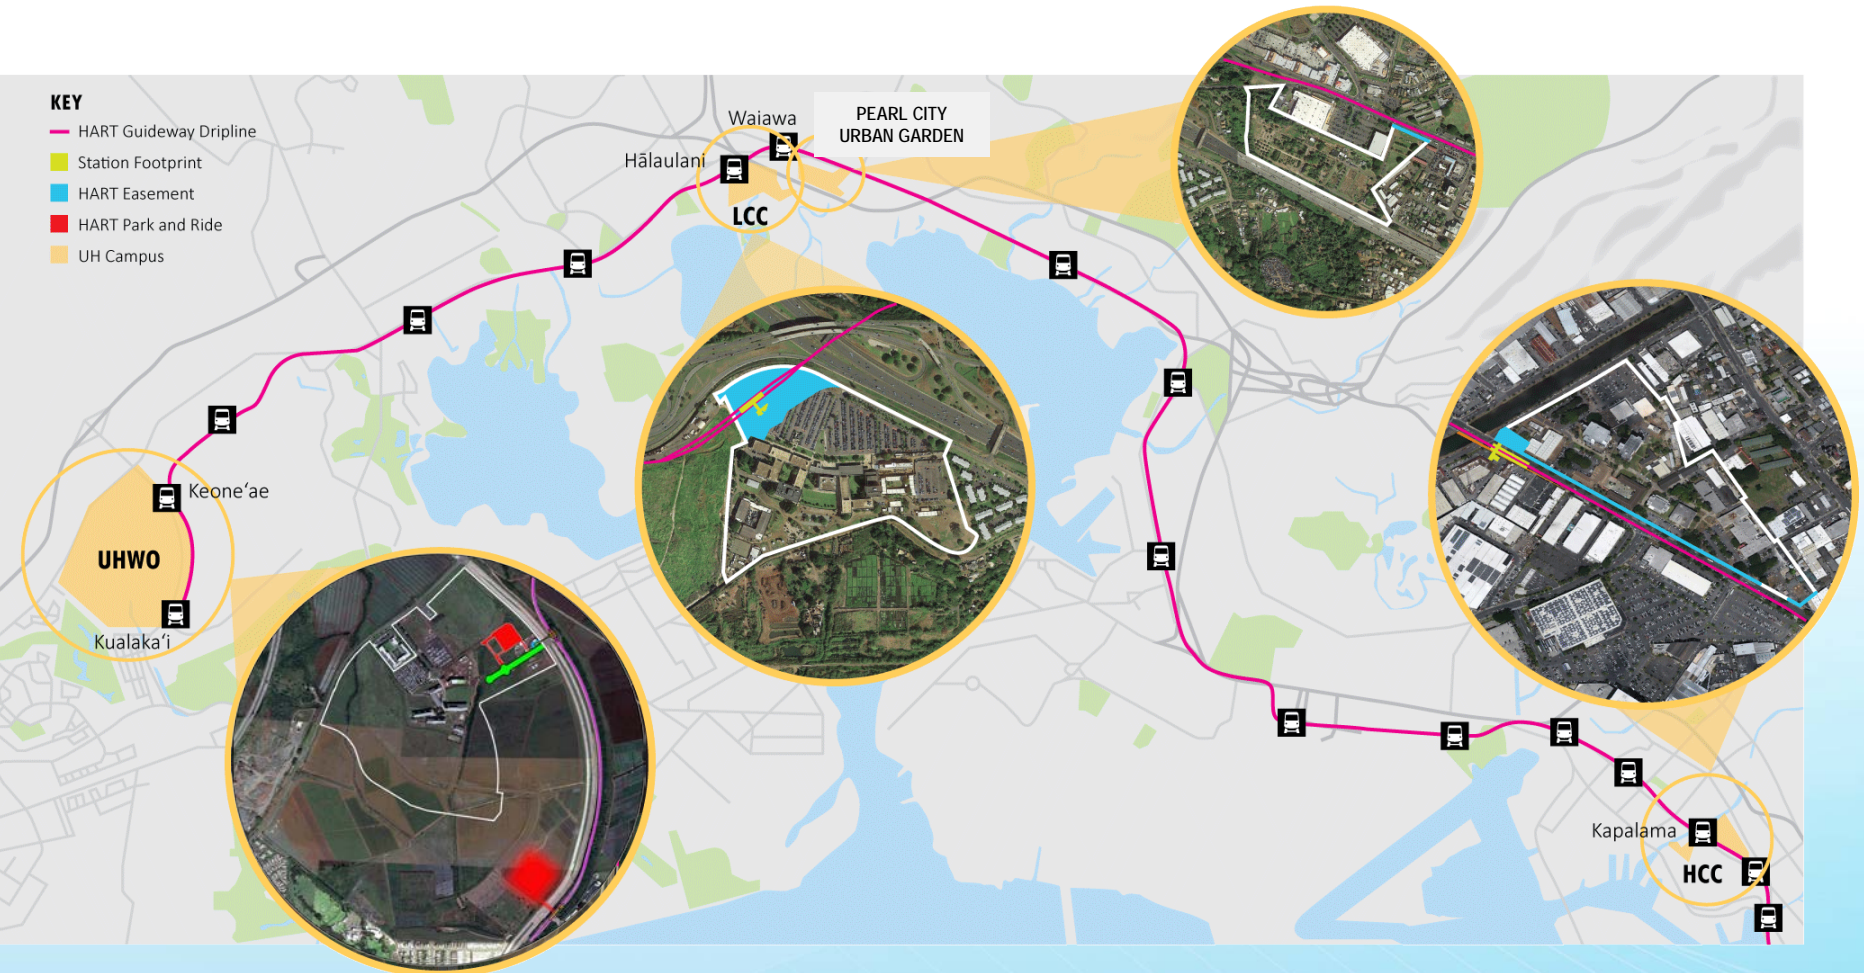 KEY
HART Guideway Dripline
Station Footprint
HART Easement
HART Park and Ride
UH Campus
Waiawa
PEARL CITY
URBAN GARDEN
Hālaulani
LCC
Keoneʻae
UHWO
Kualakaʻi
Kapalama
HCC